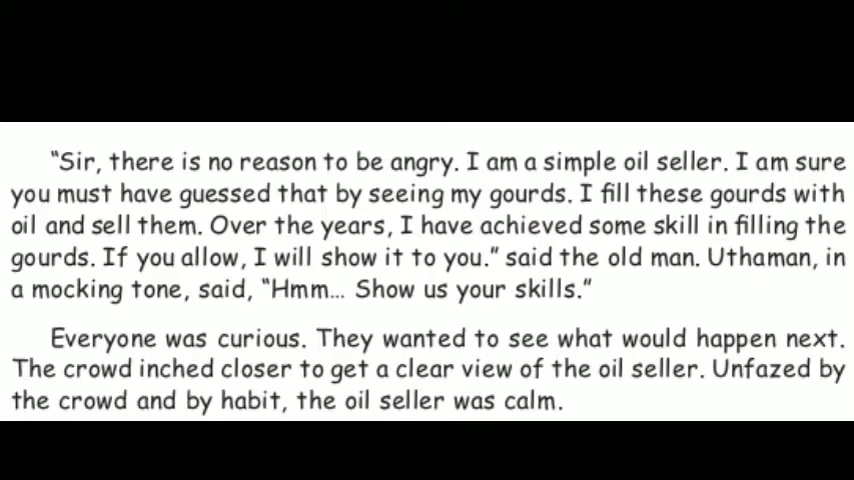 "Sir, there is no reason to be angry. I am a simple oil seller. I am sure
you must have guessed that by seeing my gourds. I fill these gourds with
oil and sell them. Over the years, I have achieved some skill in filling the
gourds. If you allow, I will show it to you." said the old man. Uthaman, in
a mocking tone, said, "Hmm... Show us your skills."
Everyone was curious. They wanted to see what would happen next.
The crowd inched closer to get a clear view of the oil seller. Unfazed by
the crowd and by habit, the oil seller was calm.